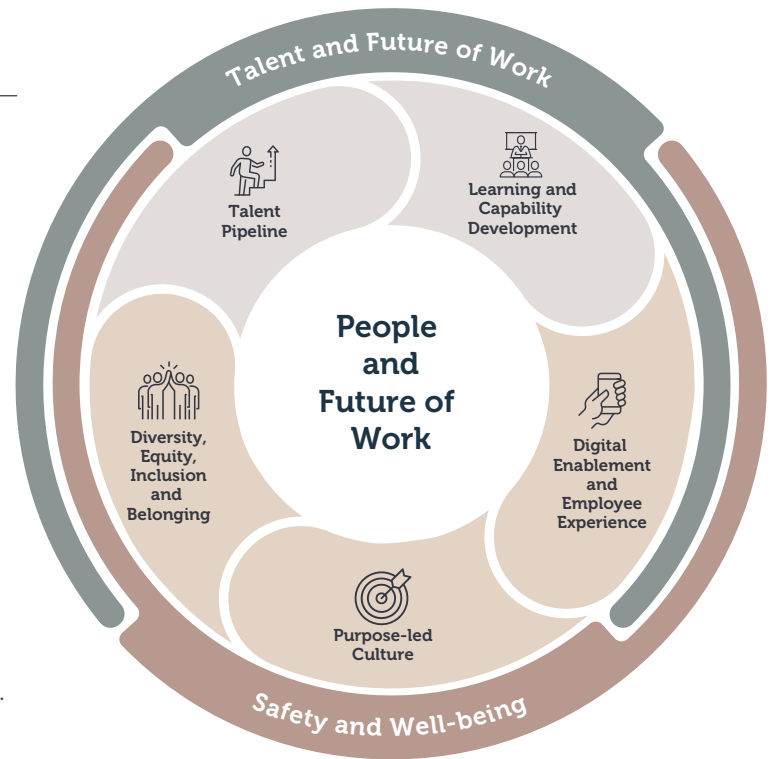 Talent and Future of Work
Talent
Pipeline
Learning and
Capability
Development
People
and
Future of
Work
Diversity,
Equity,
Inclusion
and
Belonging
Digital
Enablement
and
Employee
Experience
Purpose-led
Culture
.
Safety and Well-being